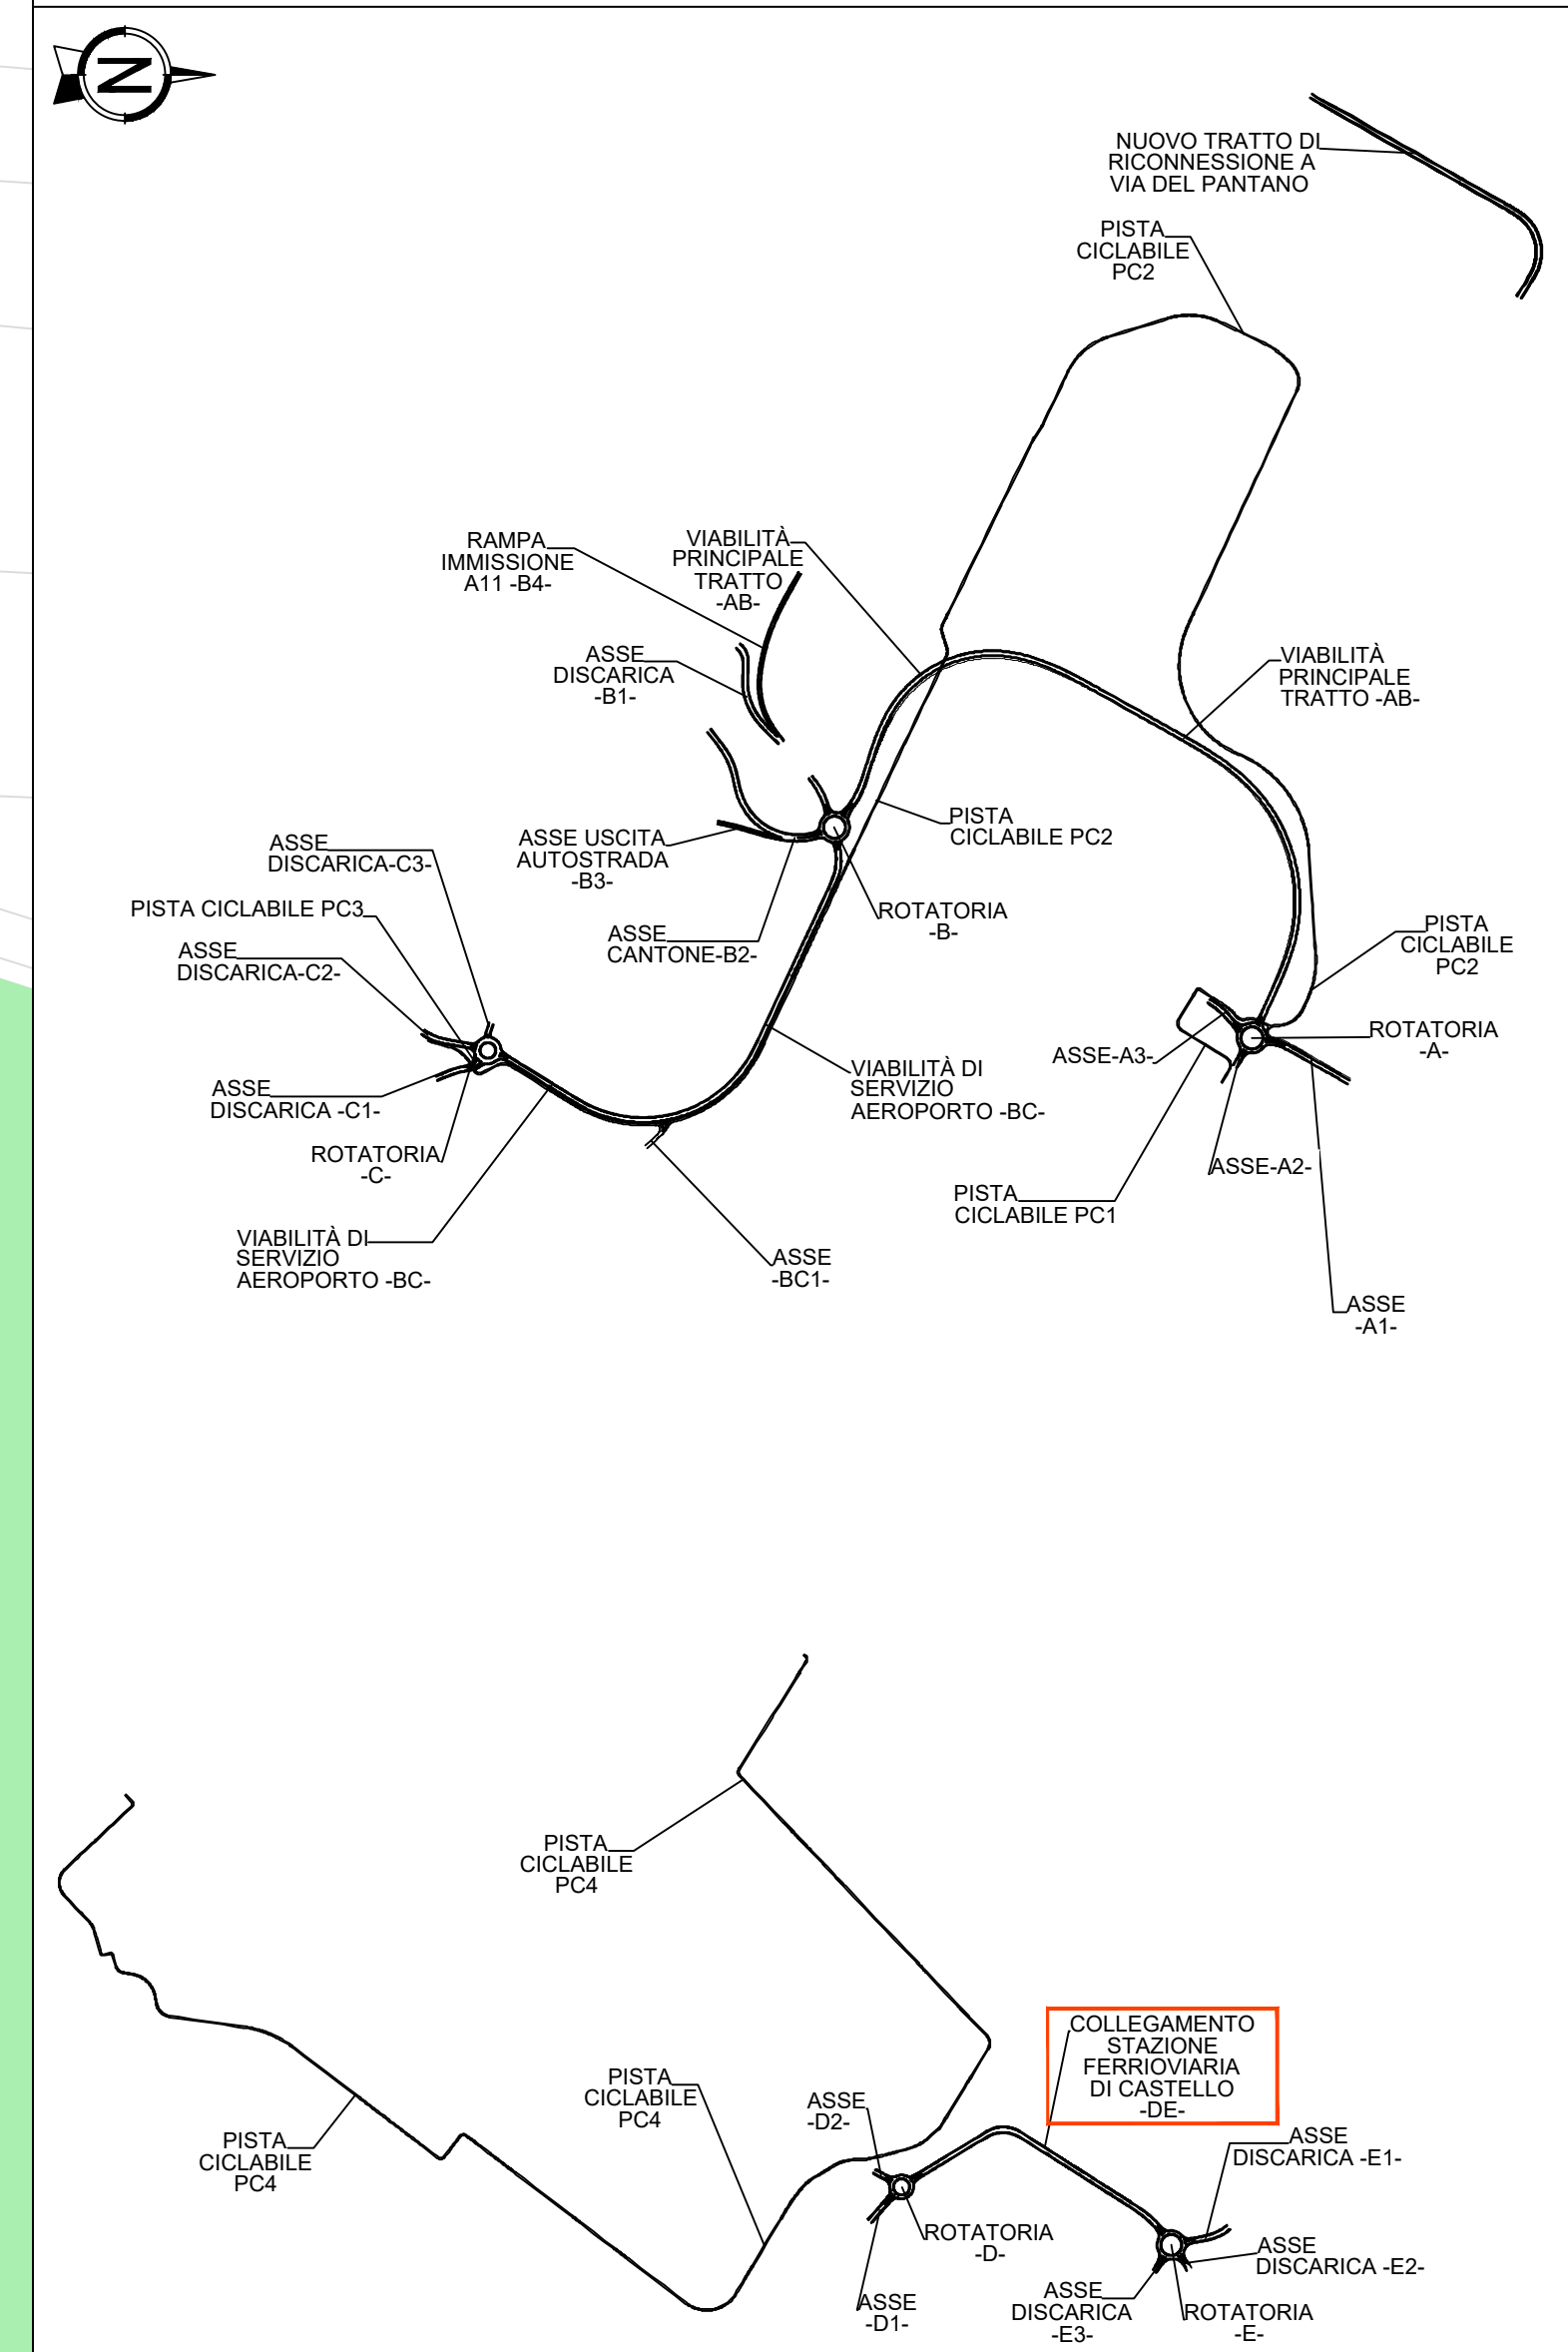 N
NUOVO TRATTO DI
RICONNESSIONE A
VIA DEL PANTANO
PISTA
CICLABILE
PC2
RAMPA
IMMISSIONE
A11 -B4-
VIABILITÀ
PRINCIPALE
TRATTO
-AB-
ASSE
DISCARICA
-B1-
VIABILITÀ
PRINCIPALE
TRATTO -AB-
PISTA
CICLABILE PC2
ASSE USCITA
AUTOSTRADA
-B3-
ASSE
DISCARICA-C3-
PISTA CICLABILE PC3
ROTATORIA
-B-
ASSE
CANTONE-B2-
PISTA
CICLABILE
PC2
ASSE
DISCARICA-C2-
ROTATORIA
-A-
ASSE-A3-
VIABILITÀ DI
SERVIZIO
AEROPORTO -BC-
ASSE
DISCARICA -C1-
ROTATORIA
-C-
ASSE-A2-
PISTA
CICLABILE PC1
VIABILITÀ DI
SERVIZIO
AEROPORTO -BC-
ASSE
-BC1-
ASSE
-A1-
PISTA
CICLABILE
PC4
COLLEGAMENTO
STAZIONE
FERRIOVIARIA
DI CASTELLO
-DE-
PISTA
CICLABILE
PC4
ASSE
-D2-
PISTA
CICLABILE
PC4
ASSE
DISCARICA -E1-
ROTATORIA
-D-
ASSE
DISCARICA -E2-
ASSE
-D1-
ASSE
DISCARICA
-E3-
ROTATORIA
-E-